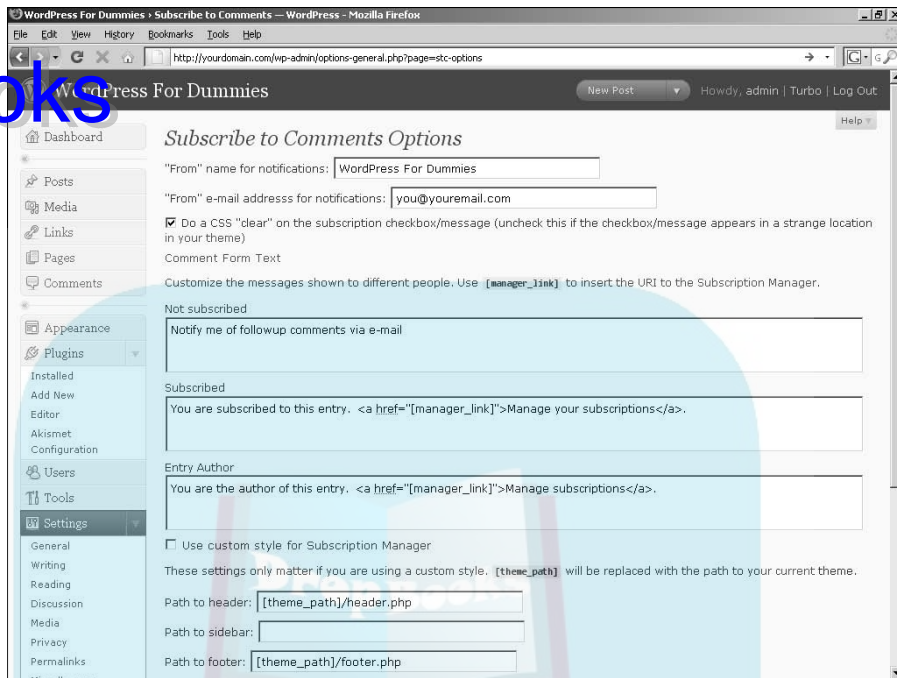 WordPress For Dummies › Subscribe to Comments — WordPress - Mozilla Firefox
File Edit View History Bookmarks Tools Help
http://yourdomain.com/wp-admin/options-general.php?page=stc-options
G
oks
WordPress For Dummies
New Post
Howdy, admin | Turbo | Log Out
Help
Dashboard
Posts
Media
Links
Pages
Comments
Appearance
Plugins
Installed
Add New
Editor
Akismet
Configuration
Users
Tools
Settings
General
Writing
Reading
Discussion
Media
Privacy
Permalinks
Subscribe to Comments Options
"From" name for notifications: WordPress For Dummies
"From" e-mail addresss for notifications: you@youremail.com
Do a CSS "clear" on the subscription checkbox/message (uncheck this if the checkbox/message appears in a strange location
in your theme)
Comment Form Text
Customize the messages shown to different people. Use [manager_link] to insert the URI to the Subscription Manager.
Not subscribed
Notify me of followup comments via e-mail
Subscribed
You are subscribed to this entry. <a href="[manager_link]">Manage your subscriptions</a>.
Entry Author
You are the author of this entry. <a href="[manager_link]">Manage subscriptions</a>.
Use custom style for Subscription Manager
These settings only matter if you are using a custom style. [theme_path] will be replaced with the path to your current theme.
DropBooks
Path to header: [theme_path]/header.php
Path to sidebar:
Path to footer: [theme_path]/footer.php